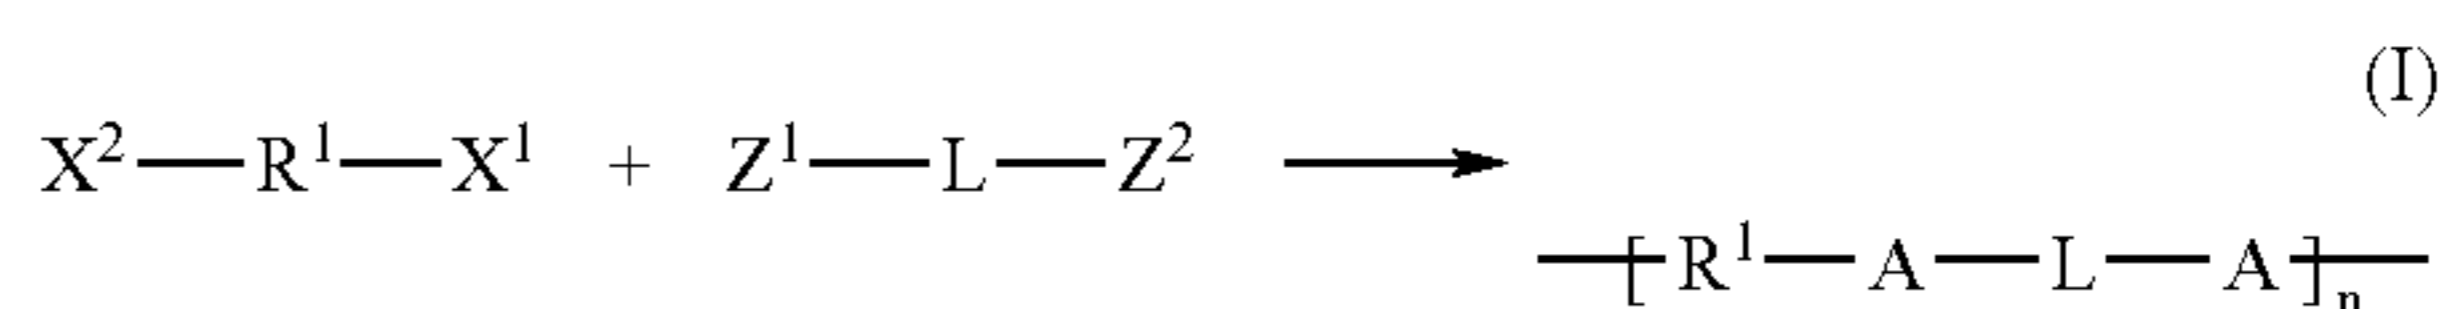 (I)
X²—R¹—X¹ + Z¹—L—Z² ⟶
—[R¹—A—L—A]ₙ—